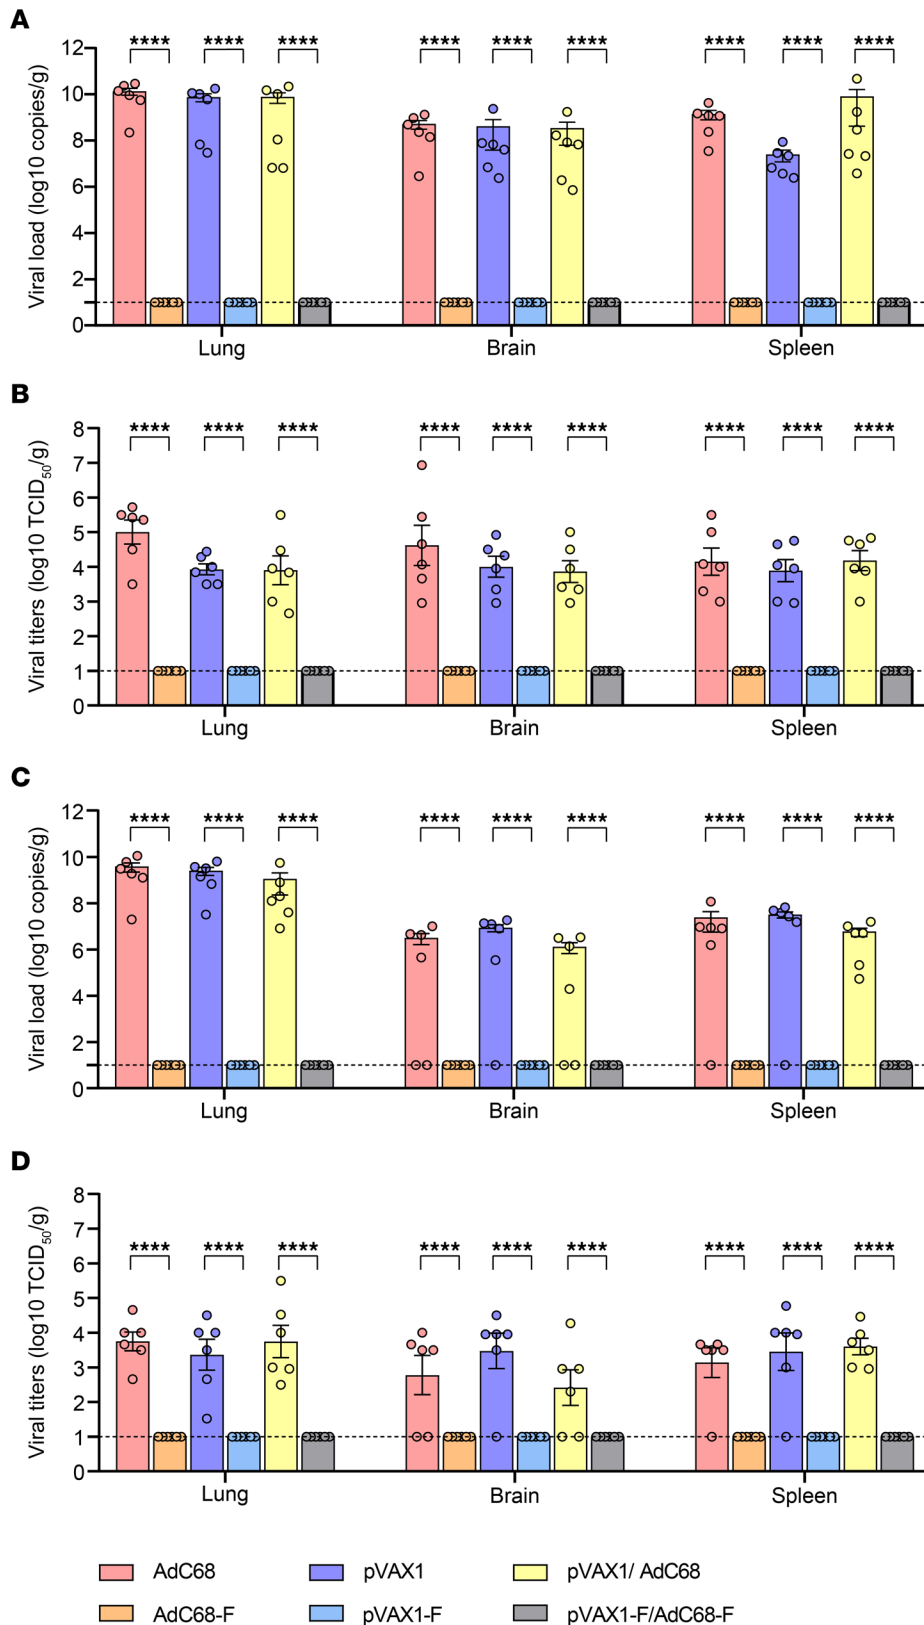 A
**** **** **** **** **** **** **** **** ****
Viral load (log10 copies/g)
12
10
8
6
4
2
0
Lung Brain Spleen
B
**** **** **** **** **** **** **** **** ****
Viral titers (log10 TCID50/g)
8
7
6
5
4
3
2
1
0
Lung Brain Spleen
C
**** **** **** **** **** **** **** **** ****
Viral load (log10 copies/g)
12
10
8
6
4
2
0
Lung Brain Spleen
D
**** **** **** **** **** **** **** **** ****
Viral titers (log10 TCID50/g)
8
7
6
5
4
3
2
1
0
Lung Brain Spleen
AdC68 pVAX1 pVAX1/ AdC68
AdC68-F pVAX1-F pVAX1-F/AdC68-F